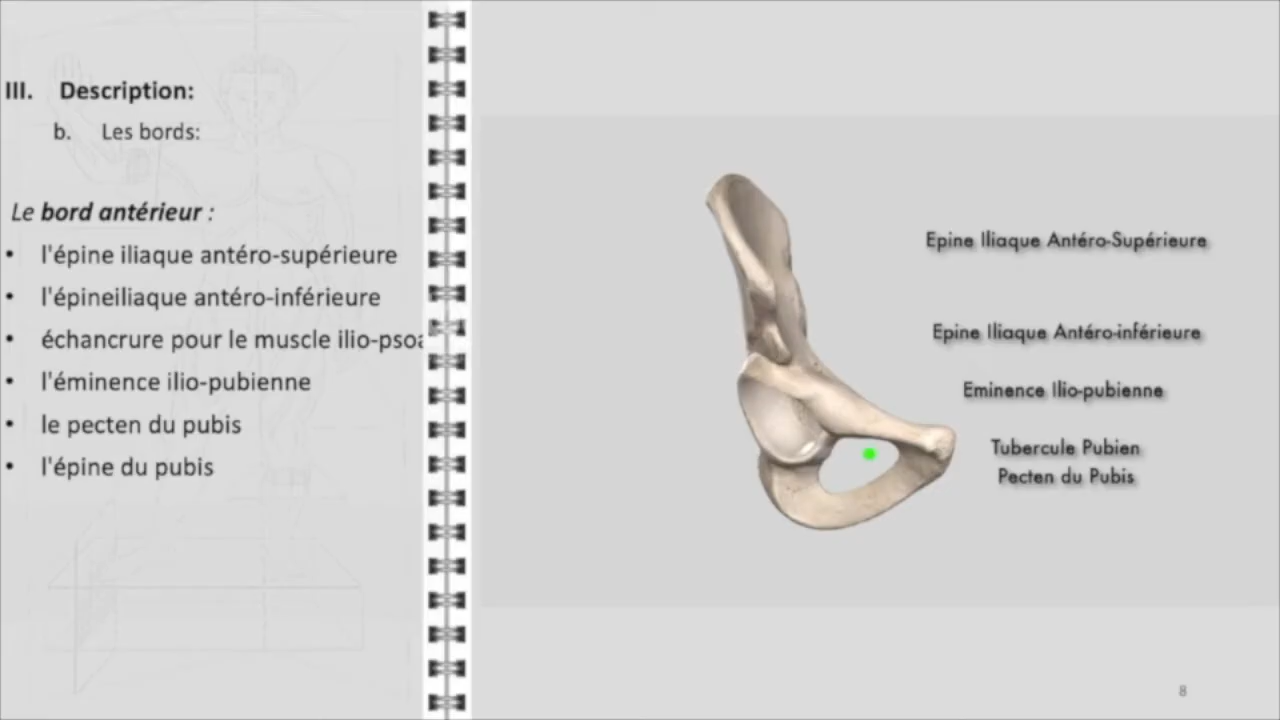 III. Description:
b. Les bords:
Le bord antérieur :
• l'épine iliaque antéro-supérieure
• l'épineiliaque antéro-inférieure
• échancrure pour le muscle ilio-psoa
• l'éminence ilio-pubienne
• le pecten du pubis
• l'épine du pubis
Epine Iliaque Antéro-Supérieure
Epine Iliaque Antéro-inférieure
Eminence Ilio-pubienne
Tubercule Pubien
Pecten du Pubis
8